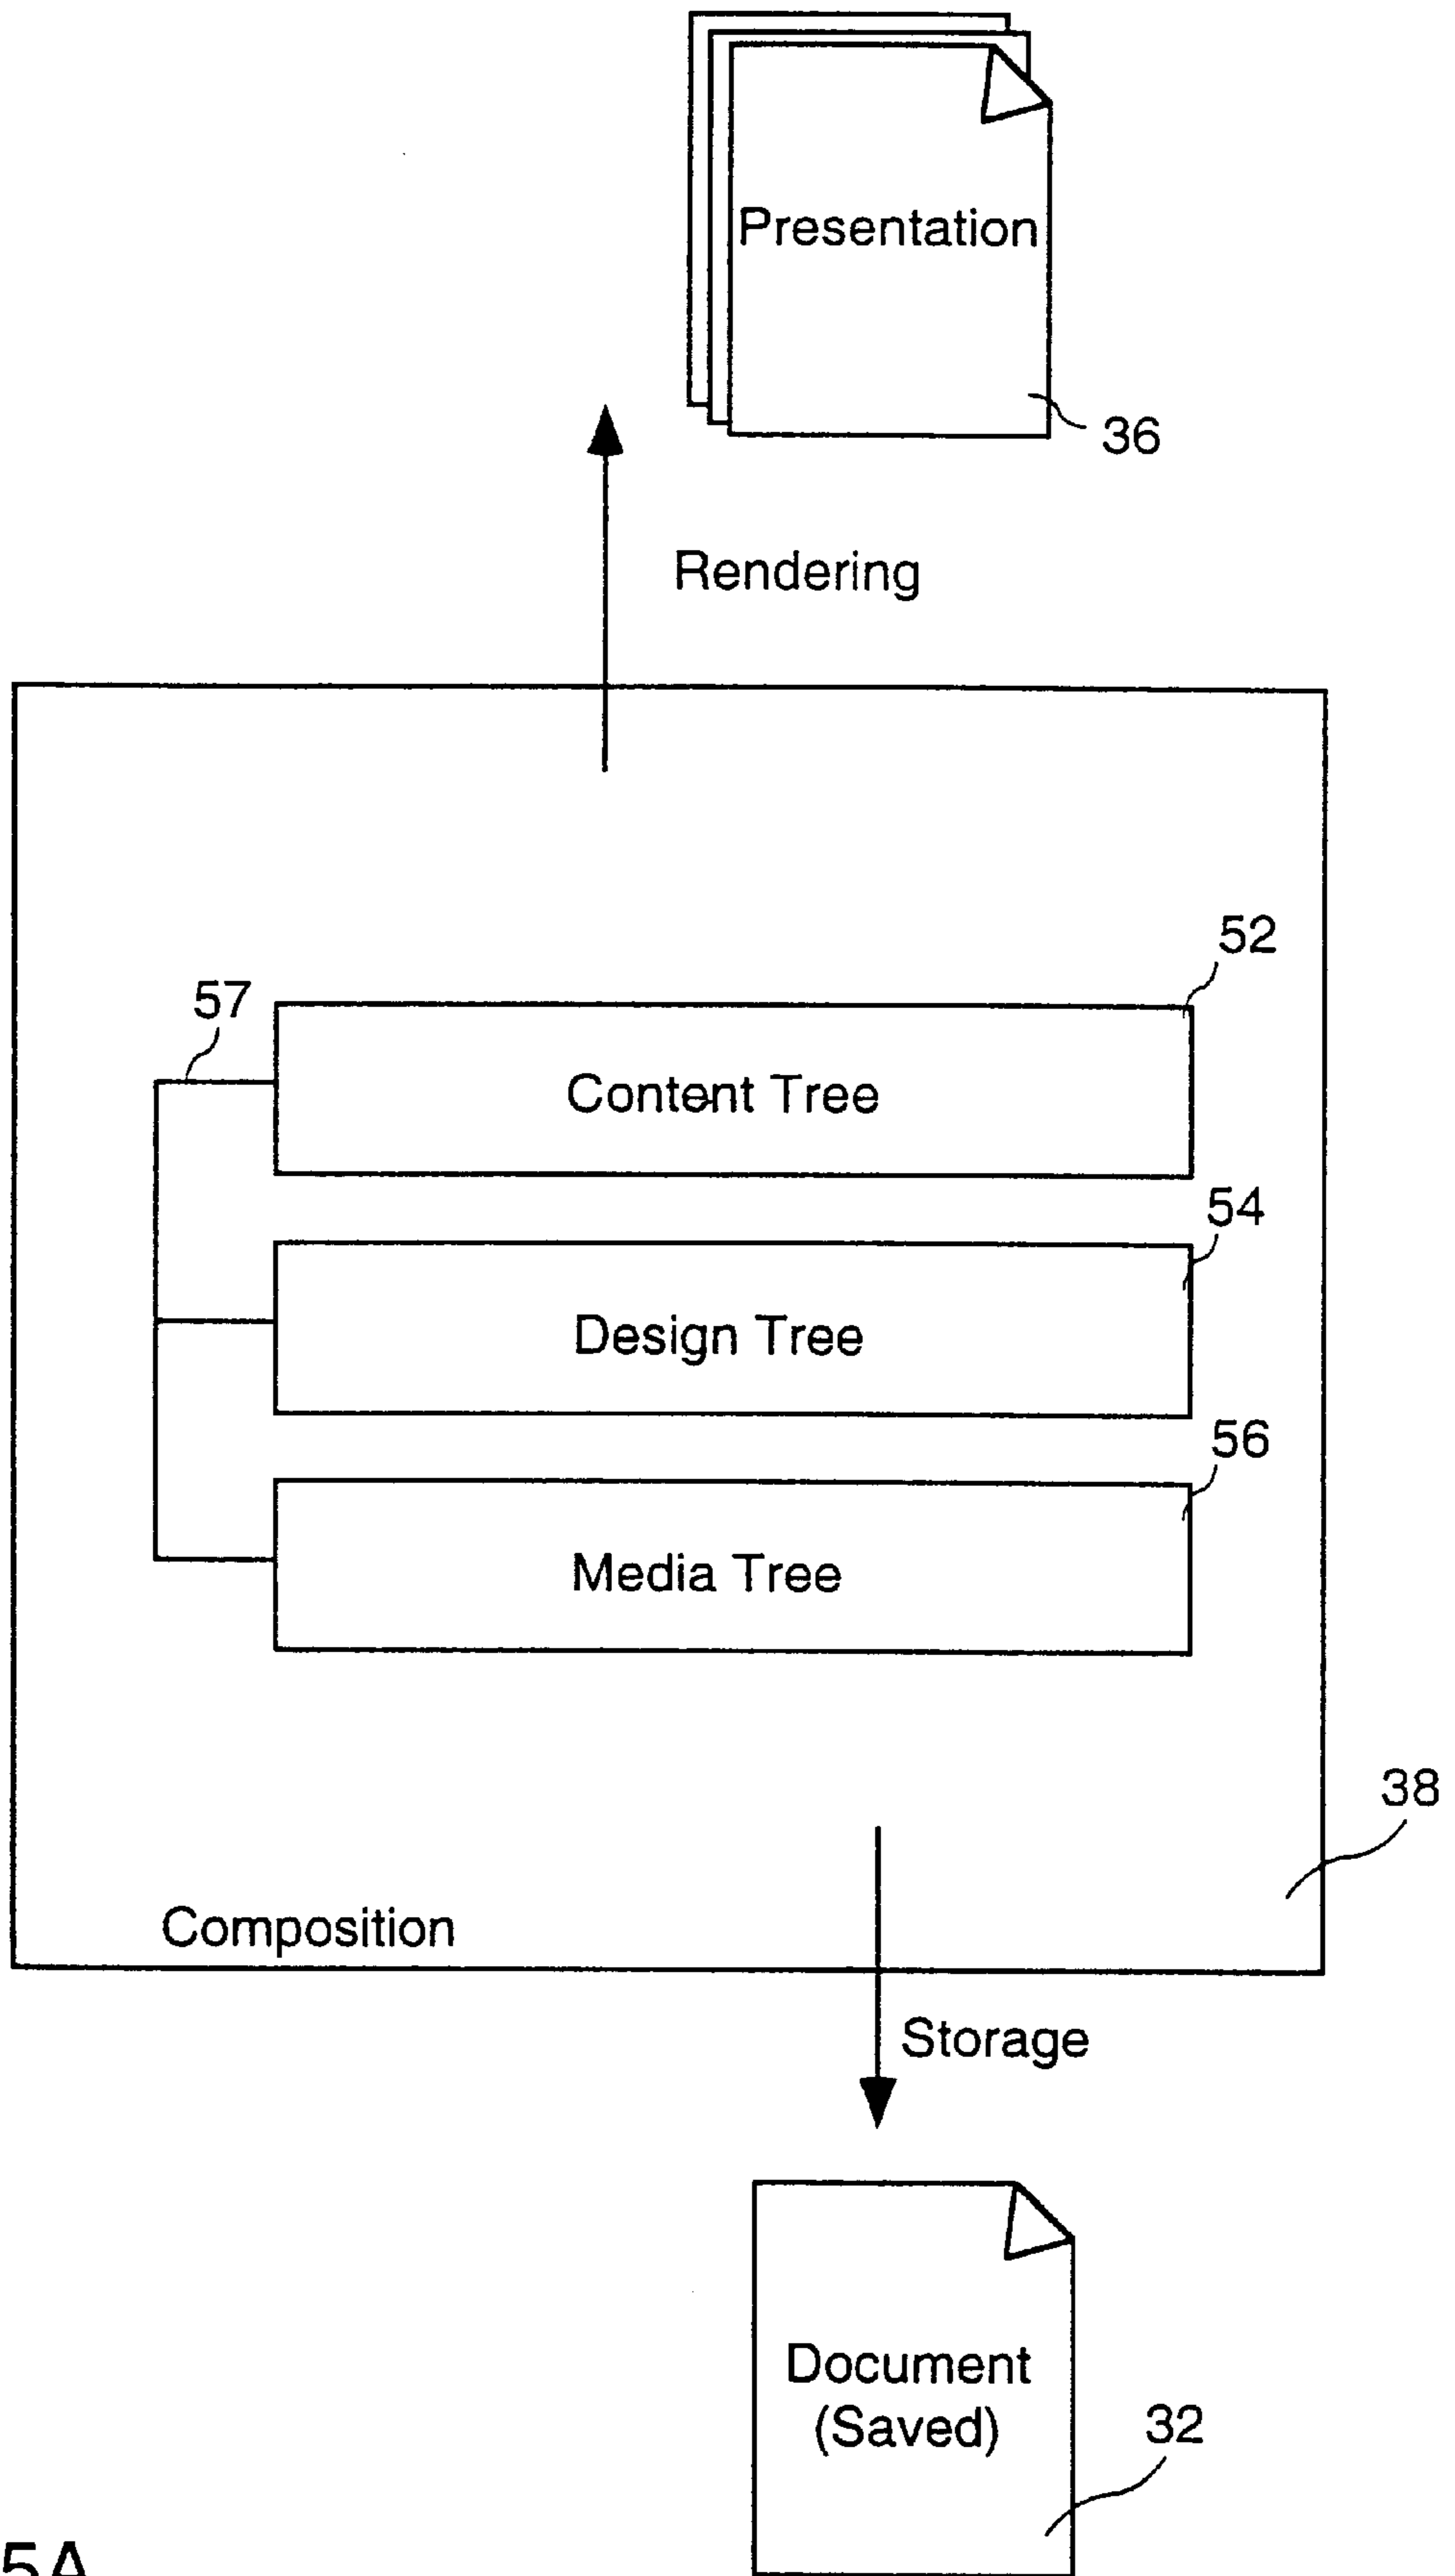 Presentation
36
Rendering
52
57
Content Tree
54
Design Tree
56
Media Tree
38
Composition
Storage
Document
(Saved)
32
5A